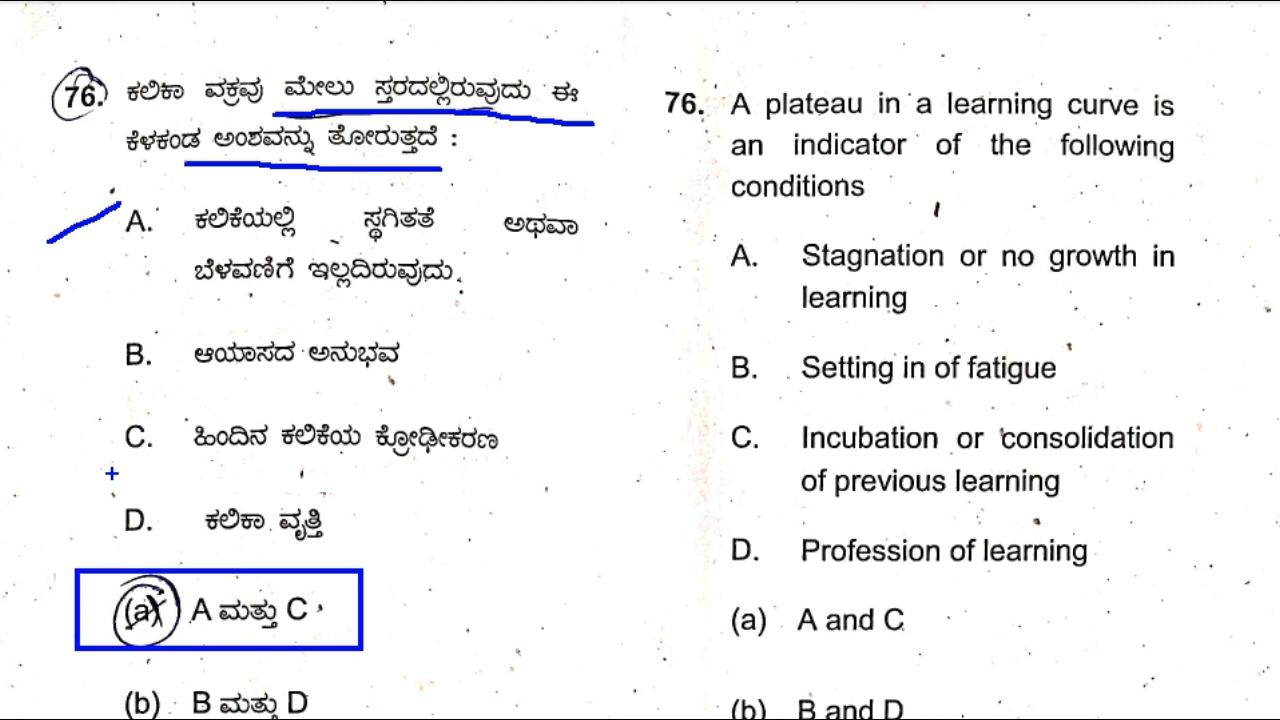 76. ಕಲಿಕಾ ವಕ್ರವು ಮೇಲು ಸ್ತರದಲ್ಲಿರುವುದು ಈ
ಕೆಳಕಂಡ ಅಂಶವನ್ನು ತೋರುತ್ತದೆ :
A. ಕಲಿಕೆಯಲ್ಲಿ ಸ್ಥಗಿತತೆ ಅಥವಾ
ಬೆಳವಣಿಗೆ ಇಲ್ಲದಿರುವುದು.
B. ಆಯಾಸದ ಅನುಭವ
C. ಹಿಂದಿನ ಕಲಿಕೆಯ ಕ್ರೋಢೀಕರಣ
D. ಕಲಿಕಾ ವೃತ್ತಿ
(a) A ಮತ್ತು C
(b) B ಮತ್ತು D
76. A plateau in a learning curve is
an indicator of the following
conditions
A. Stagnation or no growth in
learning
B. Setting in of fatigue
C. Incubation or consolidation
of previous learning
D. Profession of learning
(a) A and C
(b) B and D